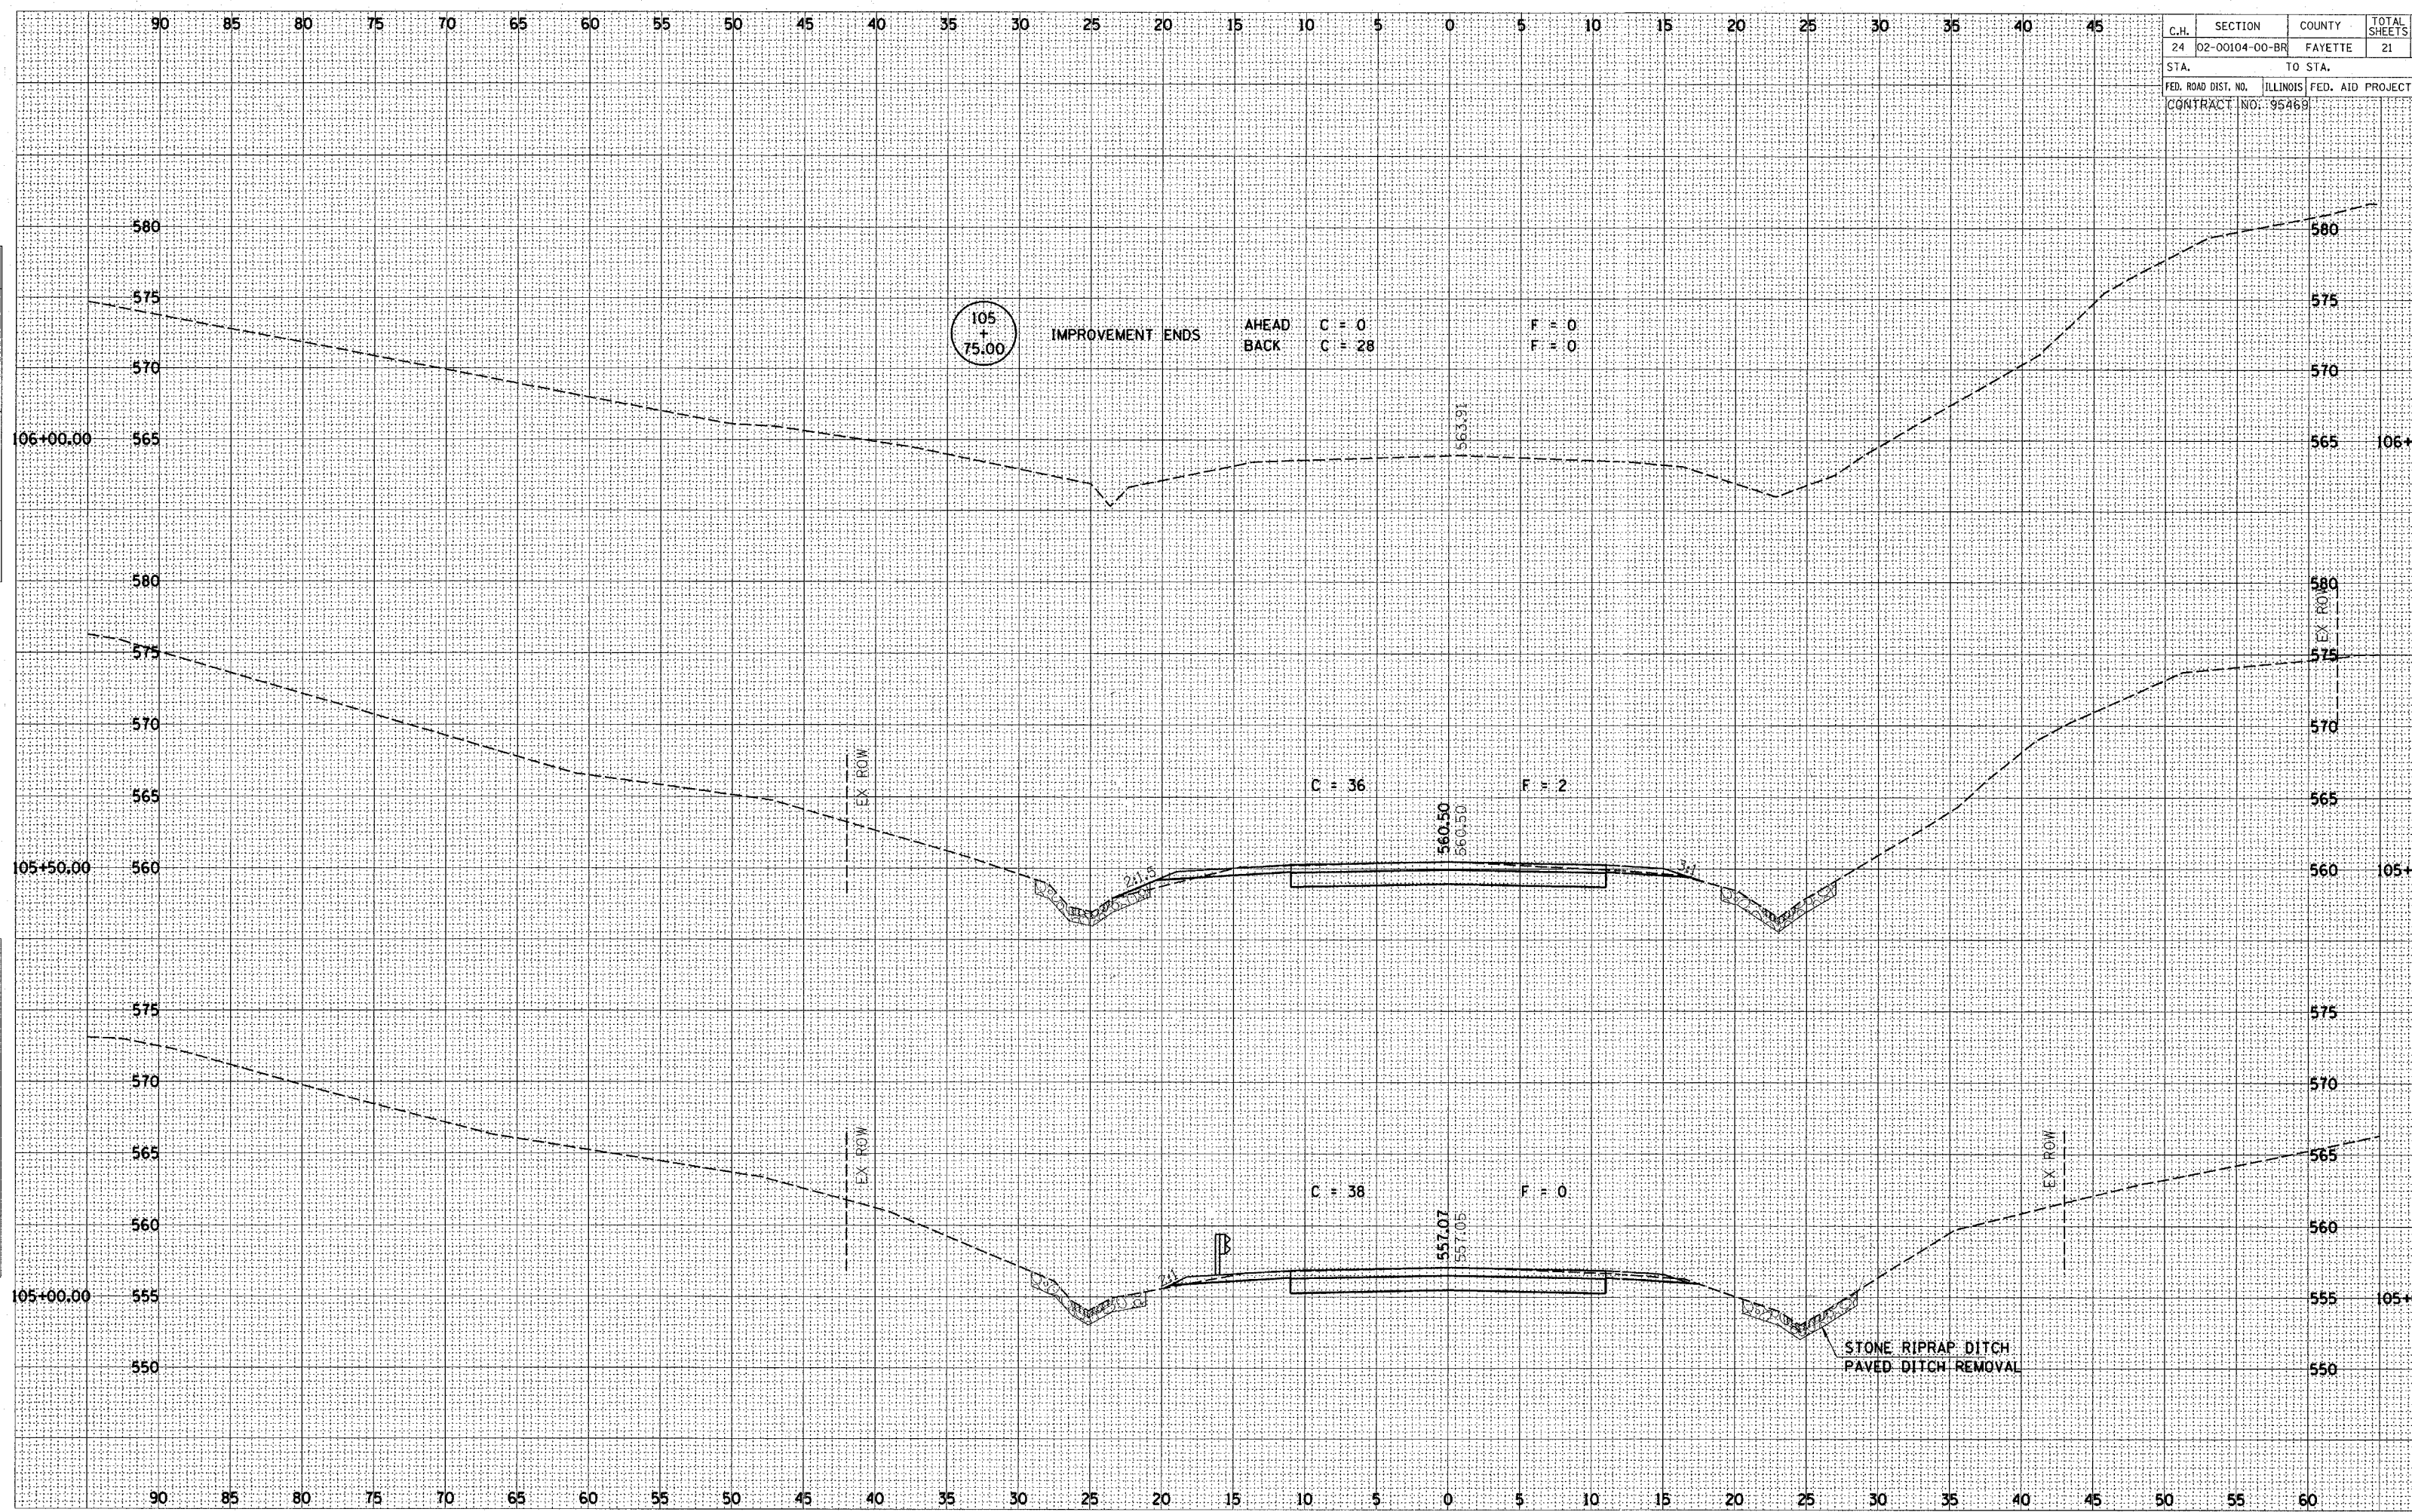 90 85 80 75 70 65 60 55 50 45 40 35 30 25 20 15 10 5 0 5 10 15 20 25 30 35 40 45
C.H. SECTION COUNTY TOTAL SHEETS
24 02-00104-00-BR FAYETTE 21
STA. TO STA.
FED. ROAD DIST. NO. ILLINOIS FED. AID PROJECT
CONTRACT NO. 95469
580 580
575 575
105 + 75.00 IMPROVEMENT ENDS AHEAD C = 0 F = 0
BACK C = 28 F = 0
570 570
563.91
106+00.00 565 565 106+
580 580
EX ROW
575 575
570 570
EX ROW
565 C = 36 F = 2 565
560.50
560.50
105+50.00 560 2:1.5 3:1 560 105+
575 575
570 570
EX ROW EX ROW
565 565
C = 38 F = 0
560 557.07 560
557.05
2:1
105+00.00 555 555 105+
STONE RIPRAP DITCH
PAVED DITCH REMOVAL
550 550
90 85 80 75 70 65 60 55 50 45 40 35 30 25 20 15 10 5 0 5 10 15 20 25 30 35 40 45 50 55 60